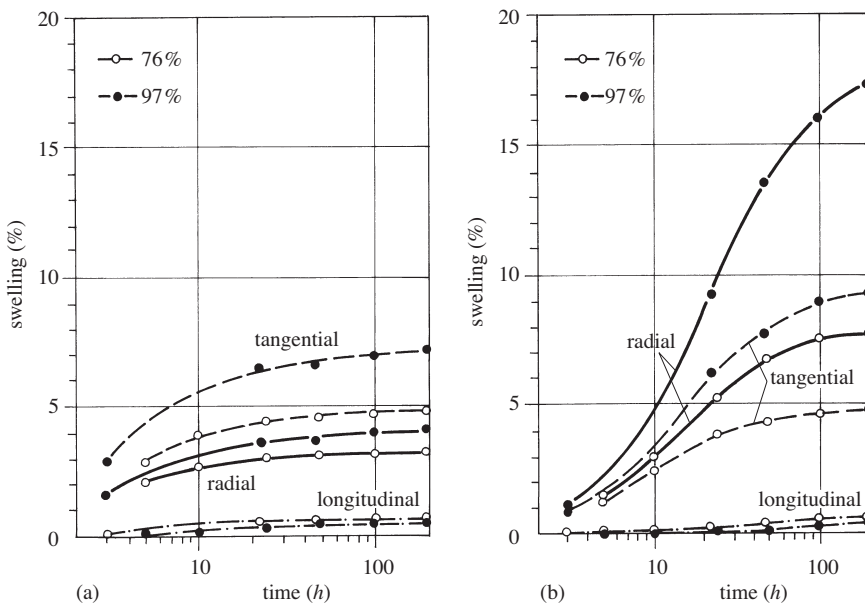 20
15
10
5
0
swelling (%)
76%
97%
tangential
radial
longitudinal
10
100
(a)
time (h)
20
15
10
5
0
swelling (%)
76%
97%
radial
tangential
longitudinal
10
100
(b)
time (h)